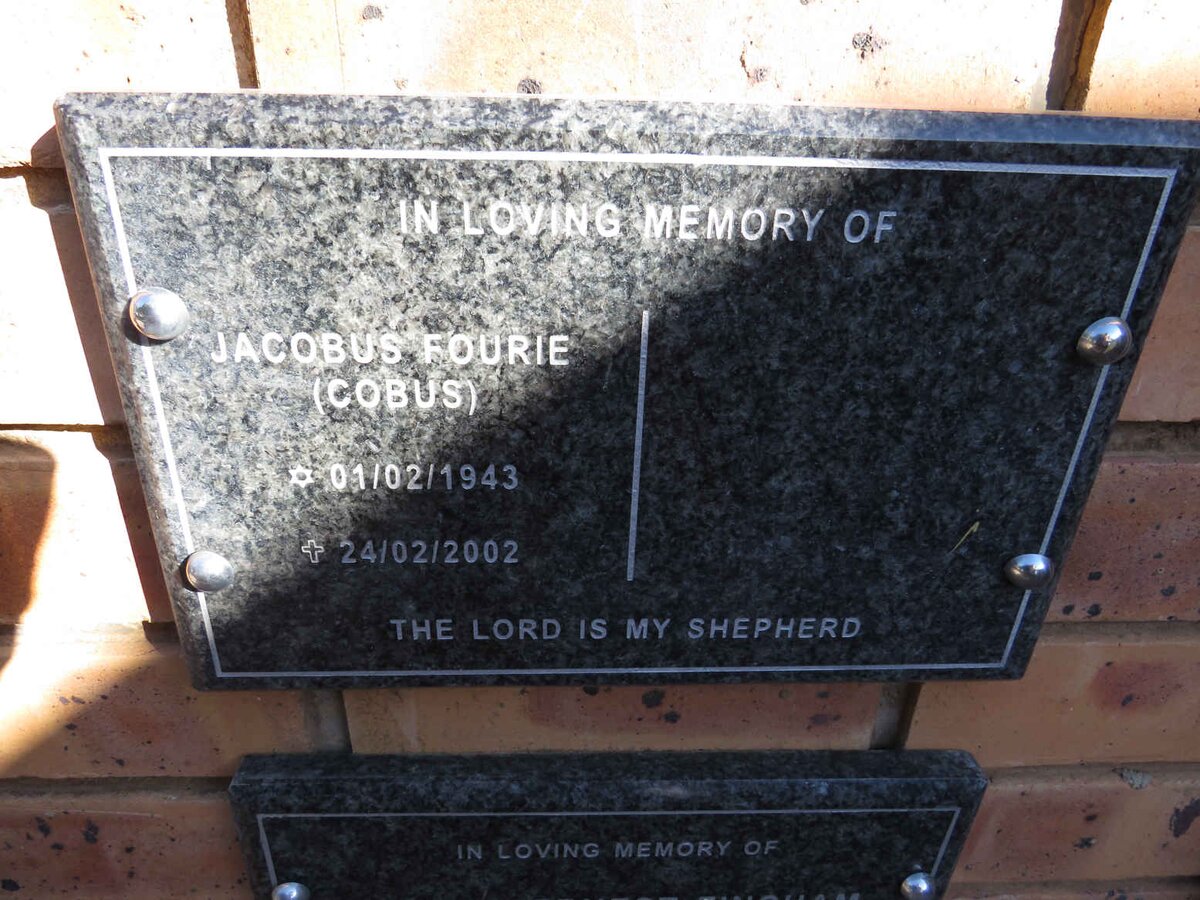 IN LOVING MEMORY OF
JACOBUS FOURIE
(COBUS)
✡ 01/02/1943
✝ 24/02/2002
THE LORD IS MY SHEPHERD
IN LOVING MEMORY OF